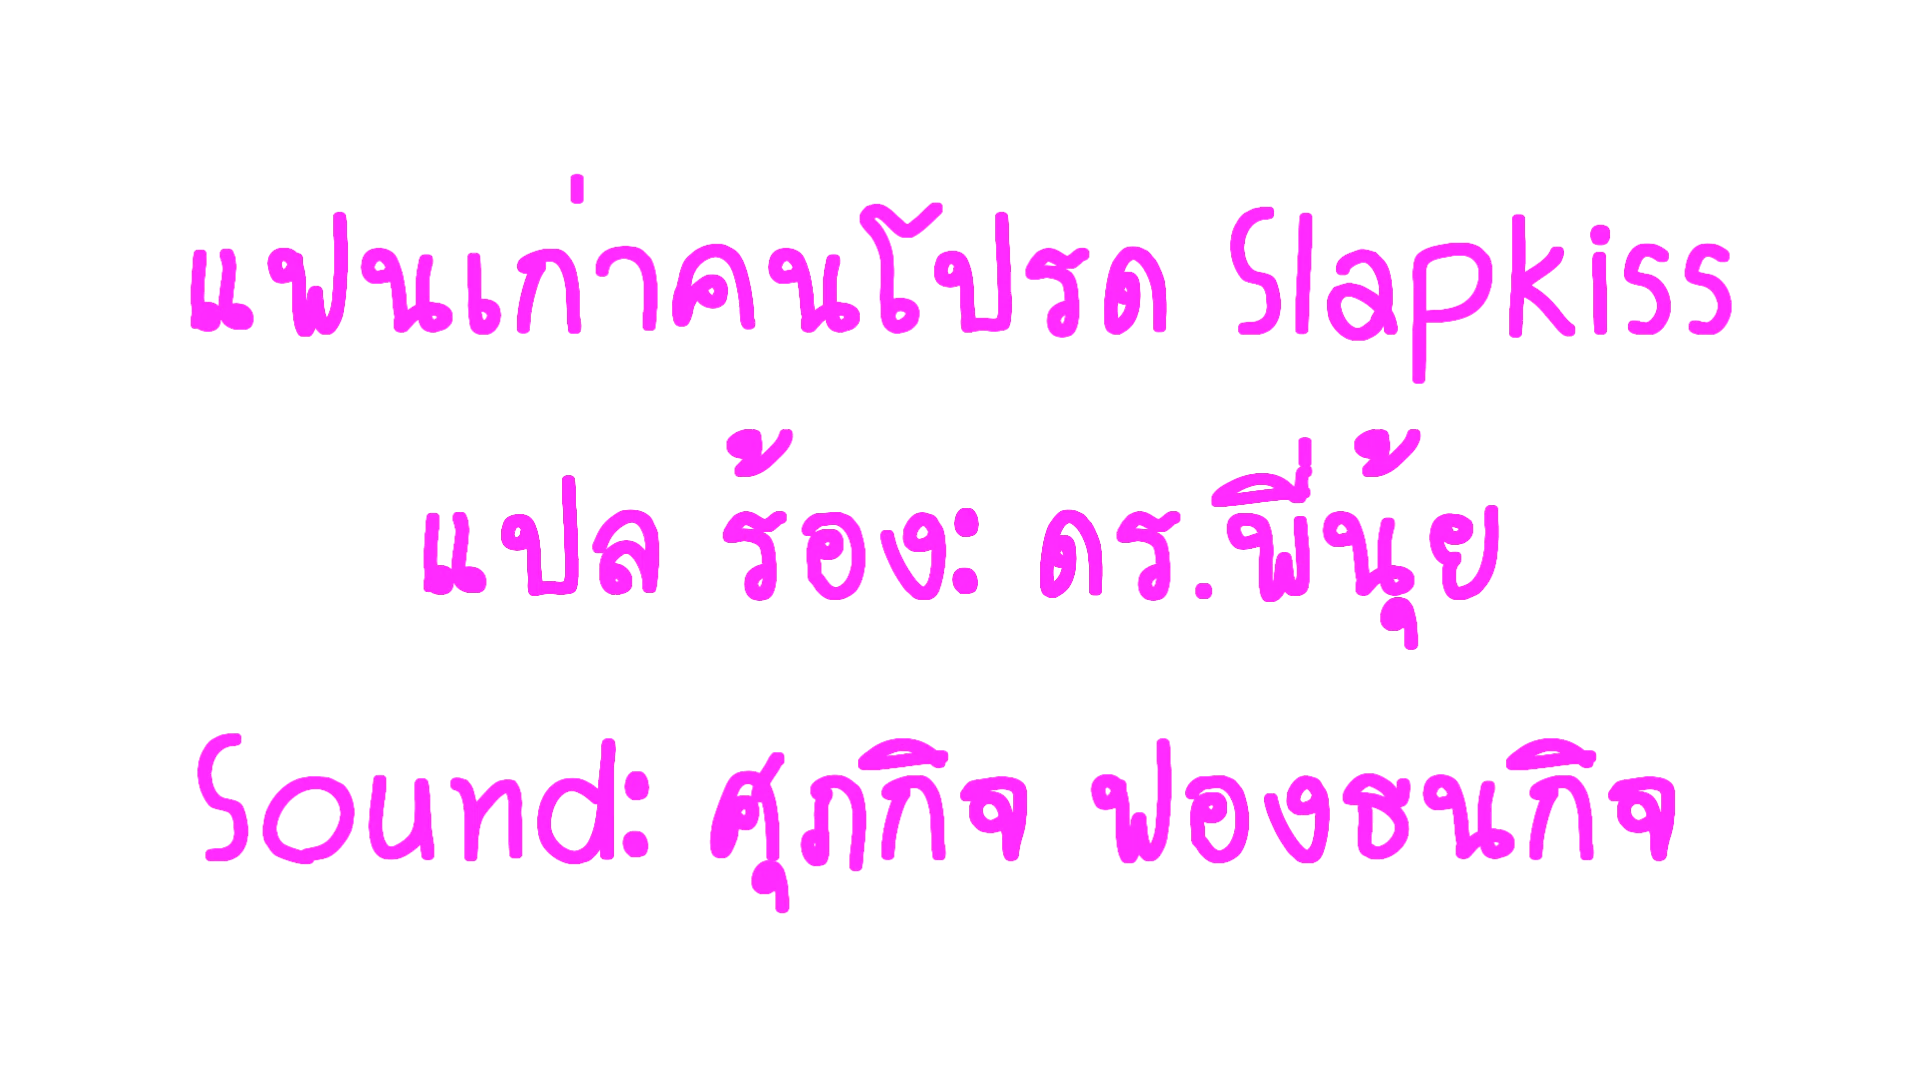 แฟนเก่าคนโปรด Slapkiss
แปล ร้อง: ดร.พี่นุ้ย
Sound: ศุภกิจ ฟองธนกิจ